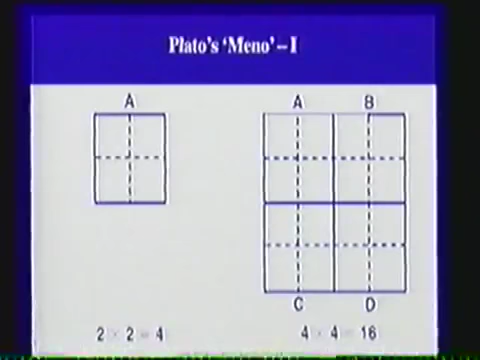 Plato's 'Meno' – I
A
A B
C D
2 × 2 = 4
4 × 4 = 16